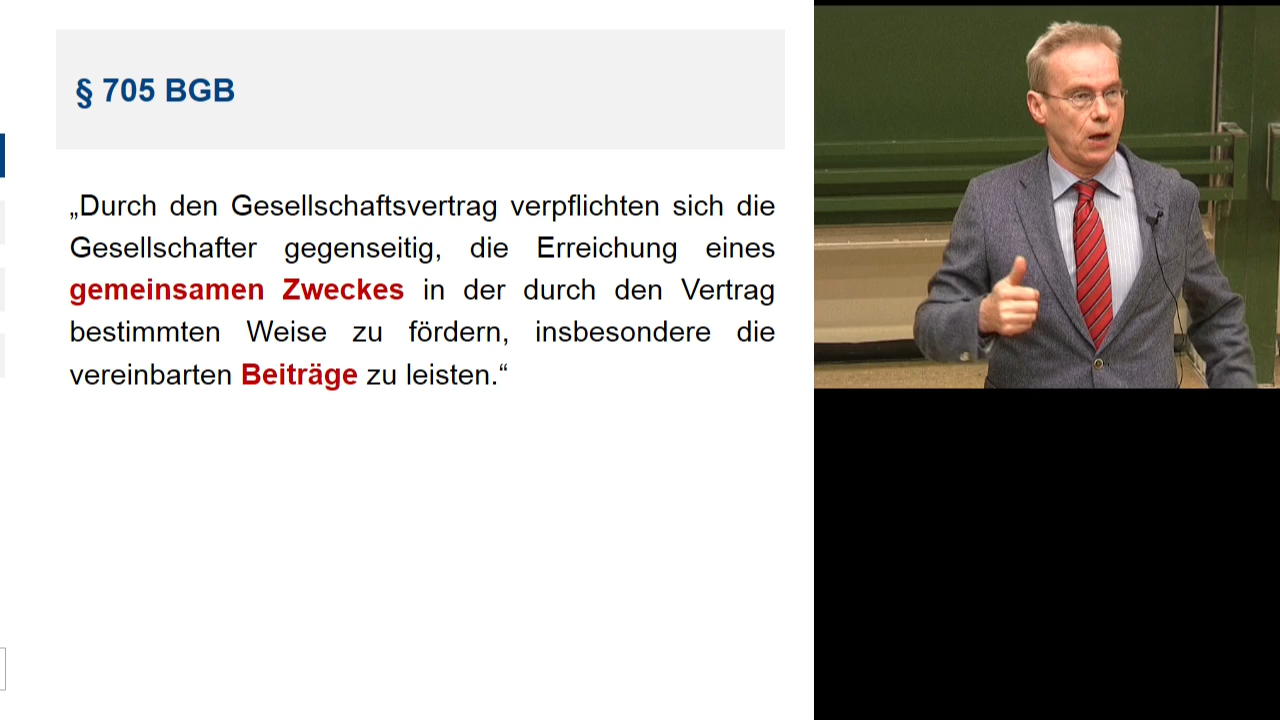 § 705 BGB
„Durch den Gesellschaftsvertrag verpflichten sich die
Gesellschafter gegenseitig, die Erreichung eines
gemeinsamen Zweckes in der durch den Vertrag
bestimmten Weise zu fördern, insbesondere die
vereinbarten Beiträge zu leisten.“